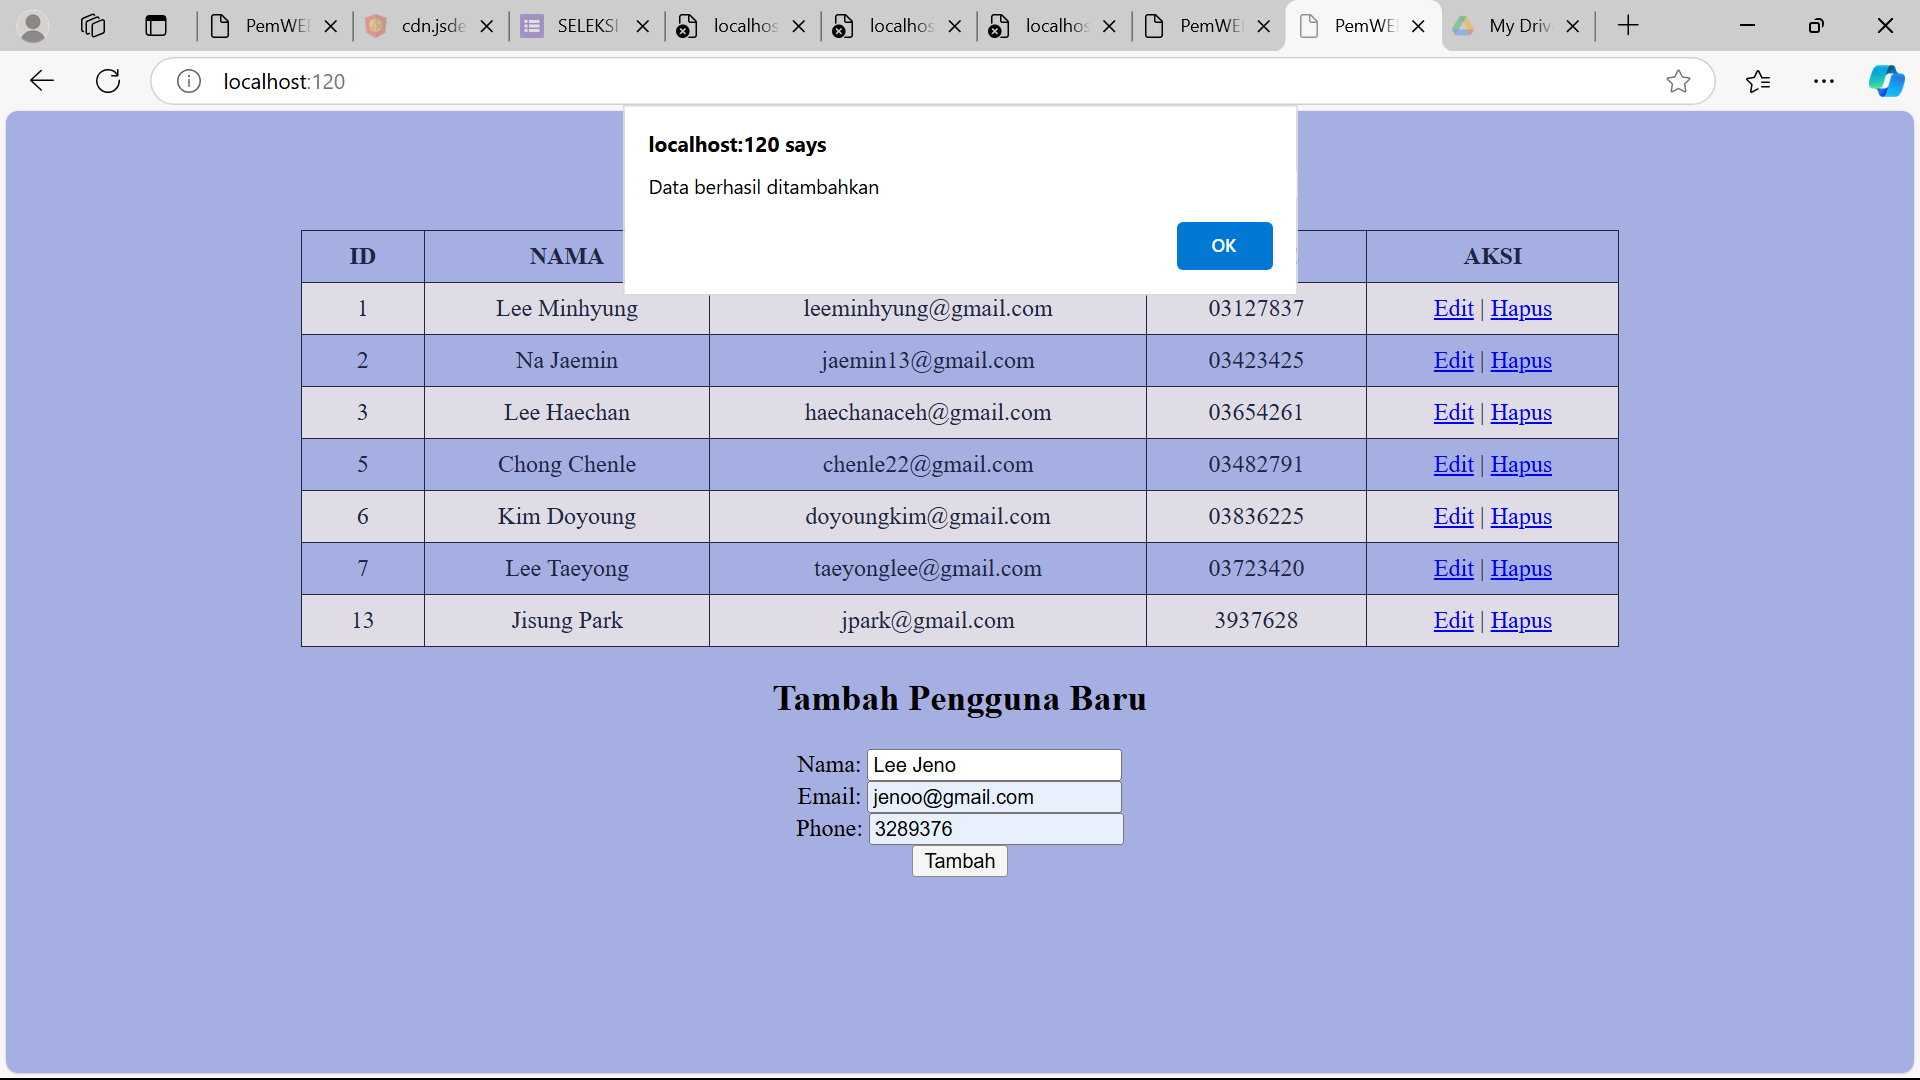 PemWE
cdn.jsde
SELEKSI
localhos
localhos
localhos
PemWE
PemWE
My Driv
localhost:120
localhost:120 says
Data berhasil ditambahkan
OK
ID NAMA AKSI
1 Lee Minhyung leeminhyung@gmail.com 03127837 Edit | Hapus
2 Na Jaemin jaemin13@gmail.com 03423425 Edit | Hapus
3 Lee Haechan haechanaceh@gmail.com 03654261 Edit | Hapus
5 Chong Chenle chenle22@gmail.com 03482791 Edit | Hapus
6 Kim Doyoung doyoungkim@gmail.com 03836225 Edit | Hapus
7 Lee Taeyong taeyonglee@gmail.com 03723420 Edit | Hapus
13 Jisung Park jpark@gmail.com 3937628 Edit | Hapus
Tambah Pengguna Baru
Nama: Lee Jeno
Email: jenoo@gmail.com
Phone: 3289376
Tambah